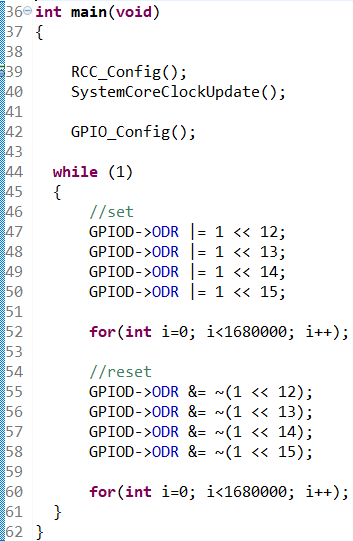 36 int main(void)
37 {
38
39 RCC_Config();
40 SystemCoreClockUpdate();
41
42 GPIO_Config();
43
44 while (1)
45 {
46 //set
47 GPIOD->ODR |= 1 << 12;
48 GPIOD->ODR |= 1 << 13;
49 GPIOD->ODR |= 1 << 14;
50 GPIOD->ODR |= 1 << 15;
51
52 for(int i=0; i<1680000; i++);
53
54 //reset
55 GPIOD->ODR &= ~(1 << 12);
56 GPIOD->ODR &= ~(1 << 13);
57 GPIOD->ODR &= ~(1 << 14);
58 GPIOD->ODR &= ~(1 << 15);
59
60 for(int i=0; i<1680000; i++);
61 }
62 }